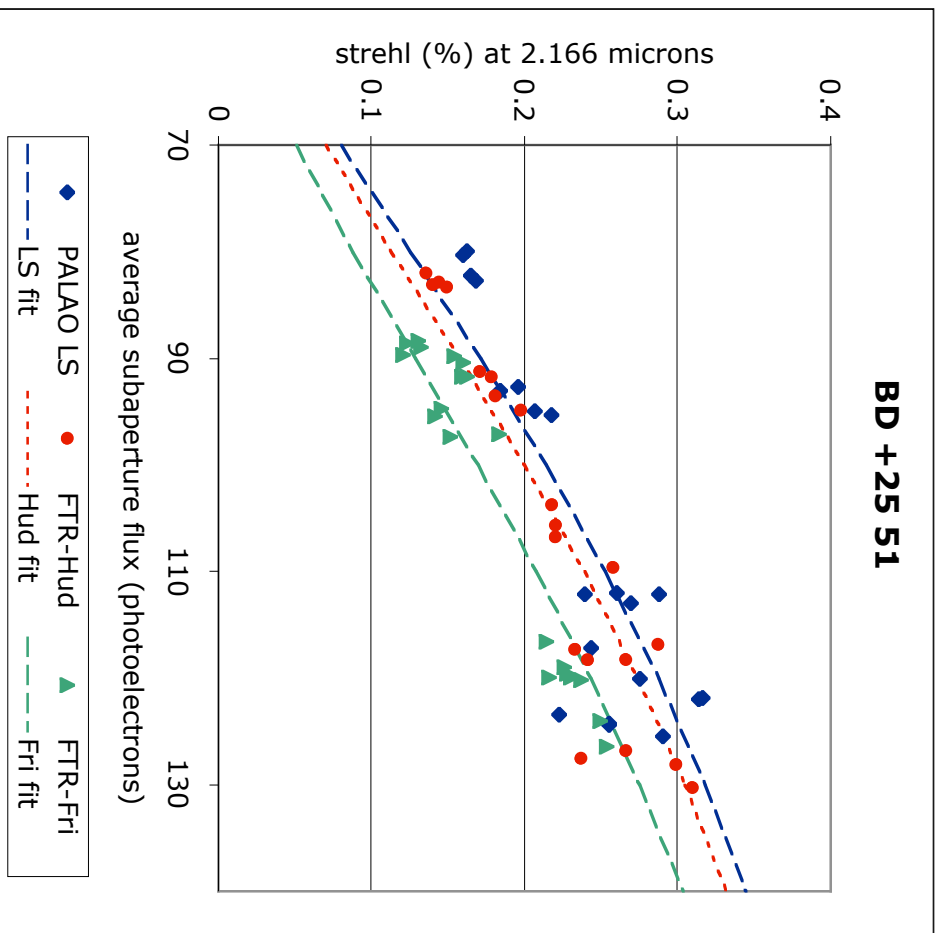 BD +25 51
strehl (%) at 2.166 microns
0.4
0.3
0.2
0.1
0
70
90
110
130
average subaperture flux (photoelectrons)
PALAO LS FTR-Hud FTR-Fri
LS fit Hud fit Fri fit